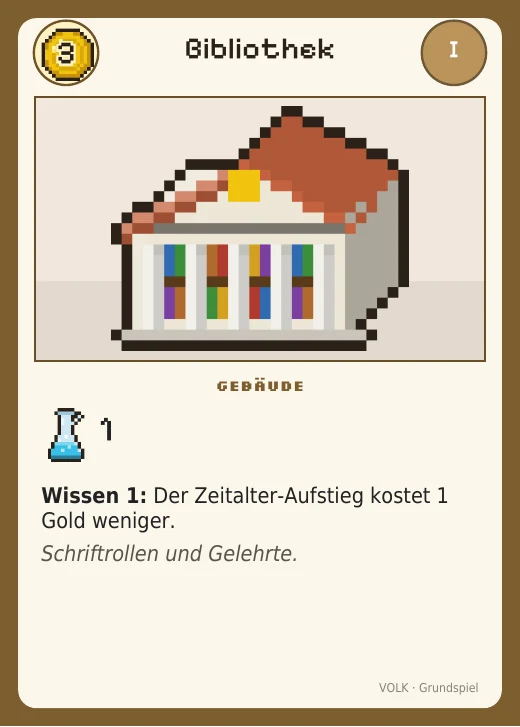 3
Bibliothek
I
GEBÄUDE
1
Wissen 1: Der Zeitalter-Aufstieg kostet 1
Gold weniger.
Schriftrollen und Gelehrte.
VOLK · Grundspiel